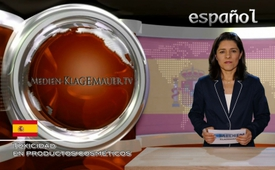 español
MEDIEN-KLAGEMAUER.TV
TOXICIDAD
EN PRODUCTOS COSMÉTICOS